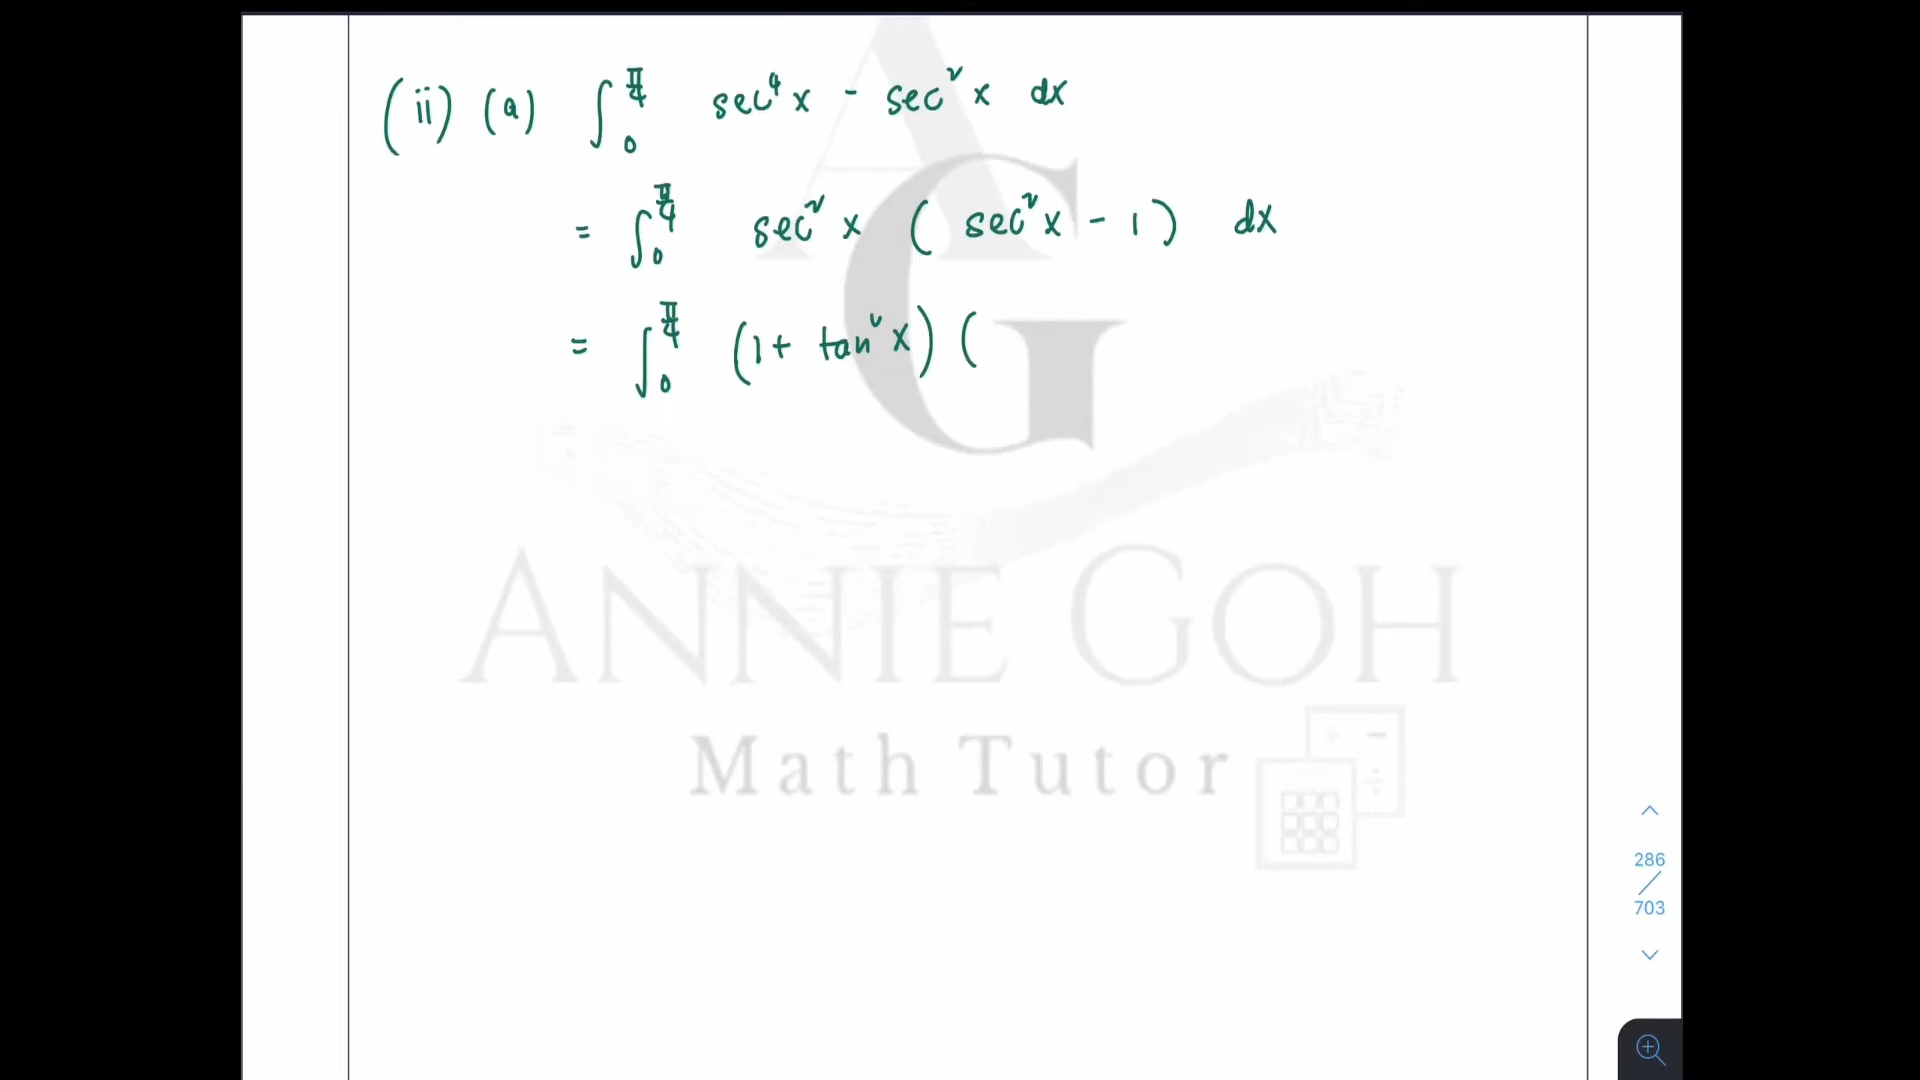 (ii) (a) ∫₀^(π/4) sec⁴x - sec²x dx
= ∫₀^(π/4) sec²x (sec²x - 1) dx
= ∫₀^(π/4) (1 + tan²x) (
AG
ANNIE GOH
Math Tutor
286
/
703